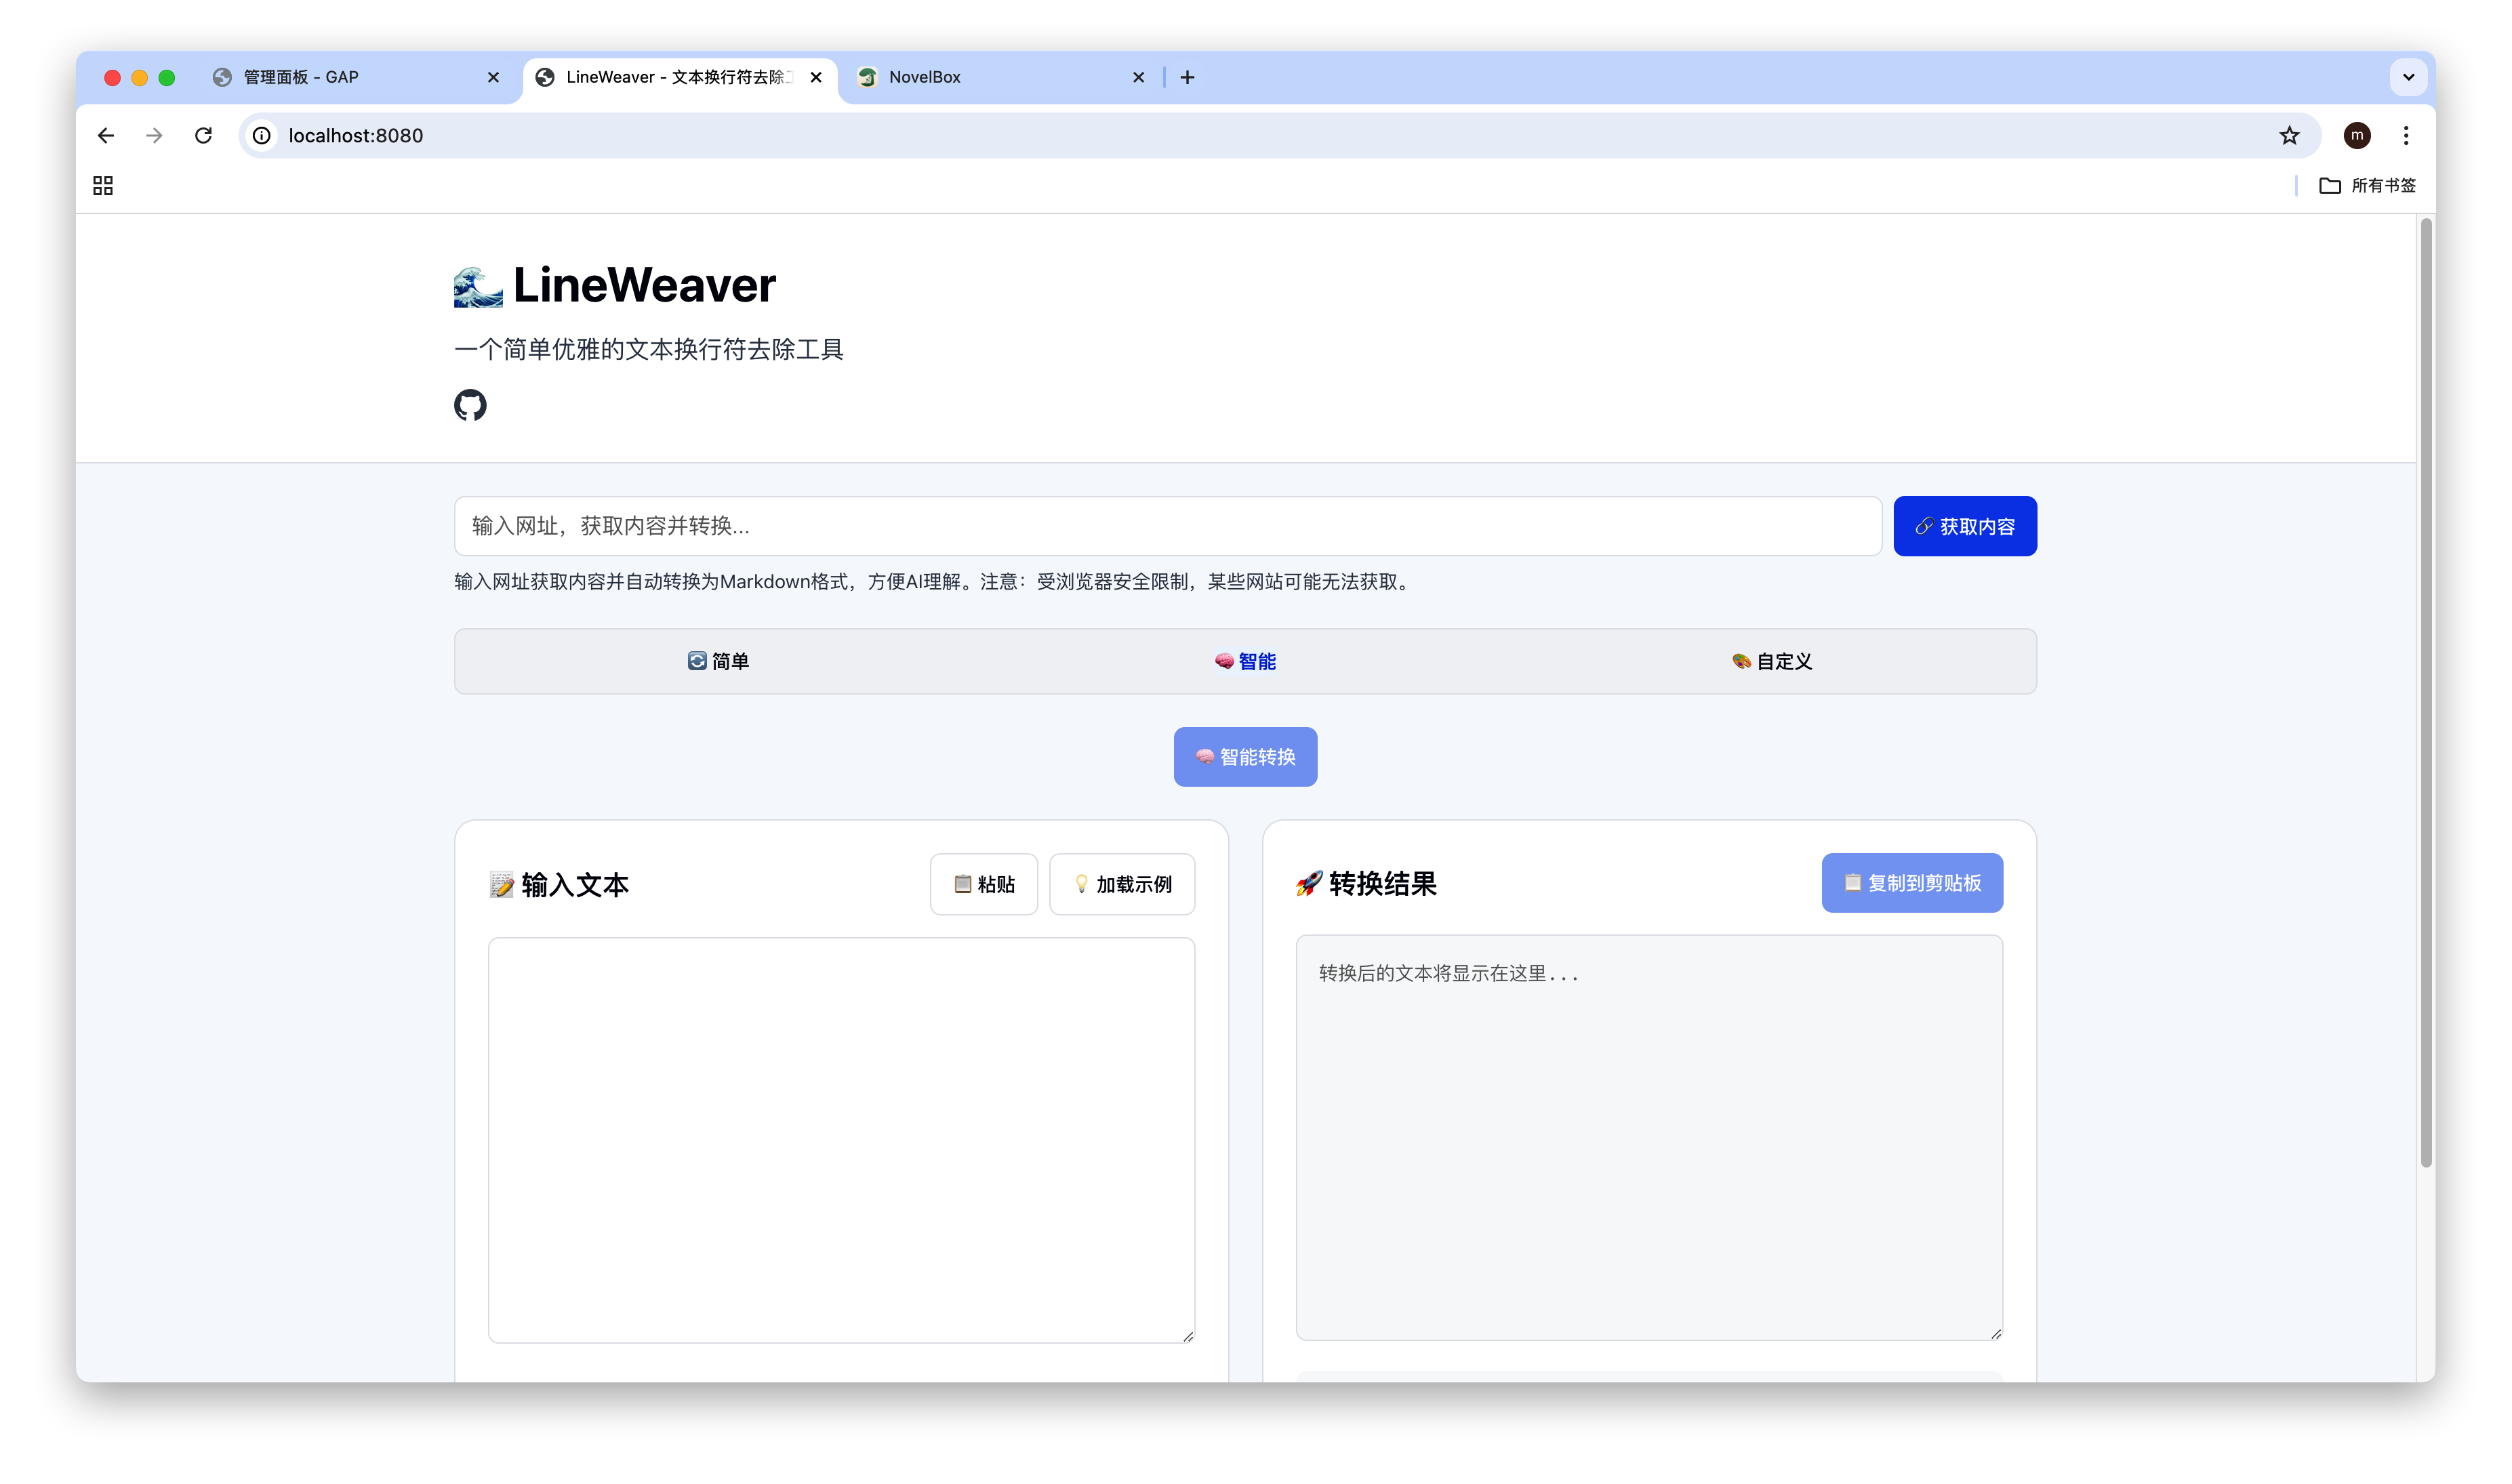 管理面板 - GAP
LineWeaver - 文本换行符去除
NovelBox
localhost:8080
m
所有书签
LineWeaver
一个简单优雅的文本换行符去除工具
输入网址，获取内容并转换...
获取内容
输入网址获取内容并自动转换为Markdown格式，方便AI理解。注意：受浏览器安全限制，某些网站可能无法获取。
简单
智能
自定义
智能转换
输入文本
粘贴
加载示例
转换结果
复制到剪贴板
转换后的文本将显示在这里...